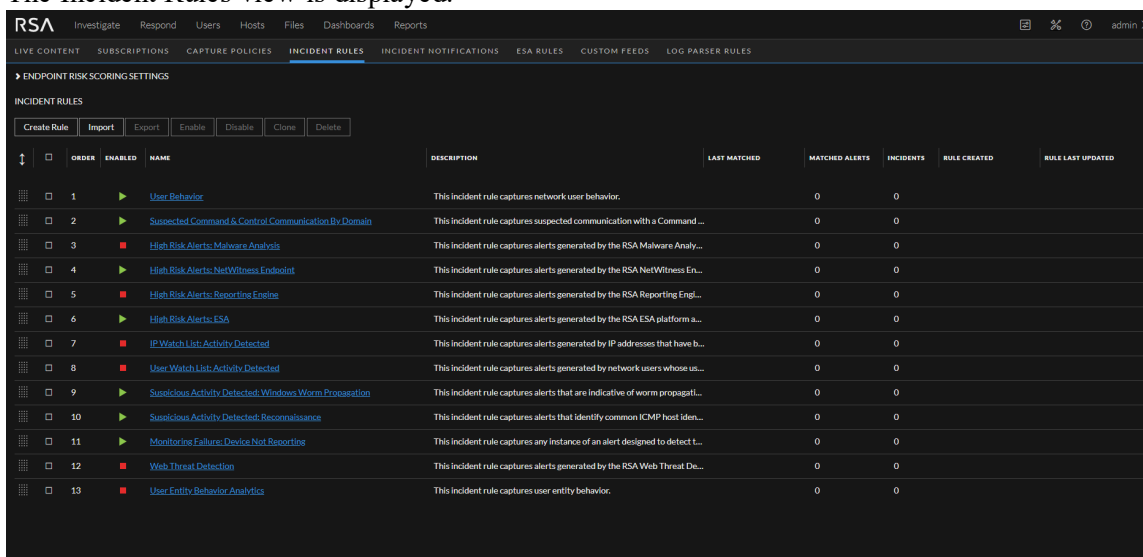 The Incident Rules view is displayed.
RSA Investigate Respond Users Hosts Files Dashboards Reports admin
LIVE CONTENT SUBSCRIPTIONS CAPTURE POLICIES INCIDENT RULES INCIDENT NOTIFICATIONS ESA RULES CUSTOM FEEDS LOG PARSER RULES
ENDPOINT RISK SCORING SETTINGS
INCIDENT RULES
Create Rule Import Export Enable Disable Clone Delete
ORDER ENABLED NAME DESCRIPTION LAST MATCHED MATCHED ALERTS INCIDENTS RULE CREATED RULE LAST UPDATED
1 User Behavior This incident rule captures network user behavior. 0 0
2 Suspected Command & Control Communication By Domain This incident rule captures suspected communication with a Command ... 0 0
3 High Risk Alerts: Malware Analysis This incident rule captures alerts generated by the RSA Malware Analy... 0 0
4 High Risk Alerts: NetWitness Endpoint This incident rule captures alerts generated by the RSA NetWitness En... 0 0
5 High Risk Alerts: Reporting Engine This incident rule captures alerts generated by the RSA Reporting Engi... 0 0
6 High Risk Alerts: ESA This incident rule captures alerts generated by the RSA ESA platform a... 0 0
7 IP Watch List: Activity Detected This incident rule captures alerts generated by IP addresses that have b... 0 0
8 User Watch List: Activity Detected This incident rule captures alerts generated by network users whose us... 0 0
9 Suspicious Activity Detected: Windows Worm Propagation This incident rule captures alerts that are indicative of worm propagati... 0 0
10 Suspicious Activity Detected: Reconnaissance This incident rule captures alerts that identify common ICMP host iden... 0 0
11 Monitoring Failure: Device Not Reporting This incident rule captures any instance of an alert designed to detect t... 0 0
12 Web Threat Detection This incident rule captures alerts generated by the RSA Web Threat De... 0 0
13 User Entity Behavior Analytics This incident rule captures user entity behavior. 0 0